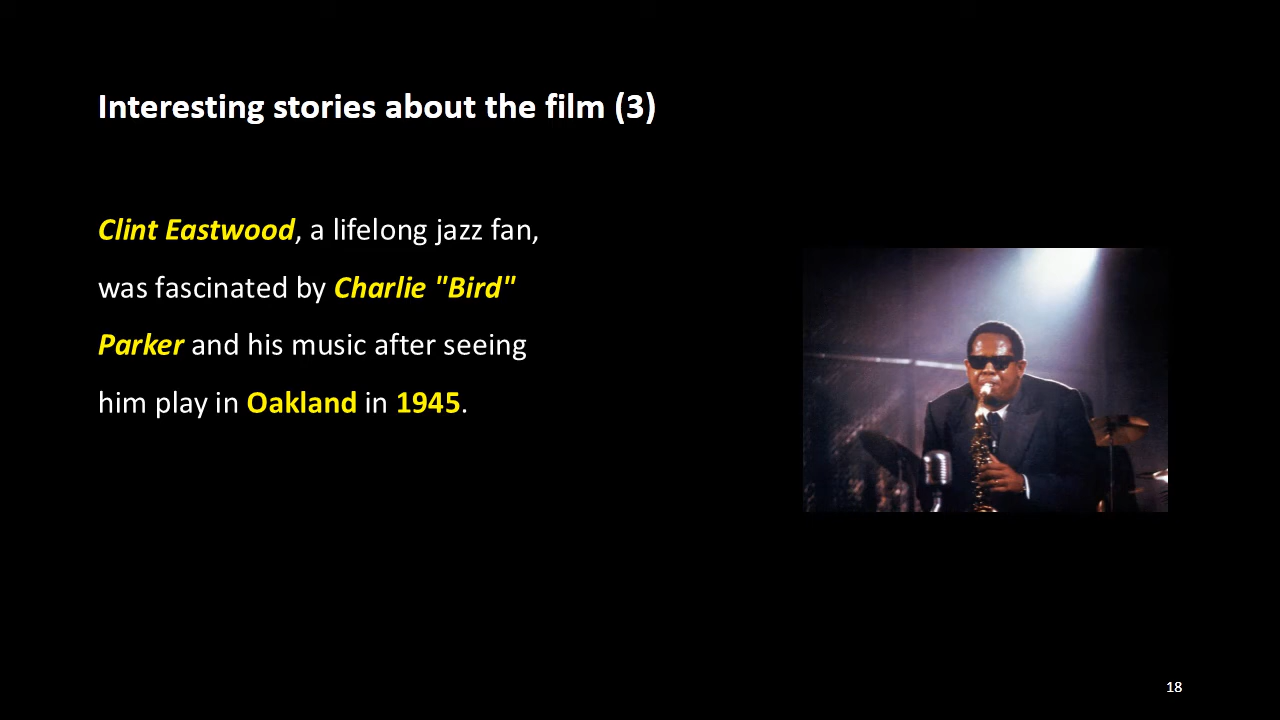 Interesting stories about the film (3)
Clint Eastwood, a lifelong jazz fan,
was fascinated by Charlie "Bird"
Parker and his music after seeing
him play in Oakland in 1945.
18